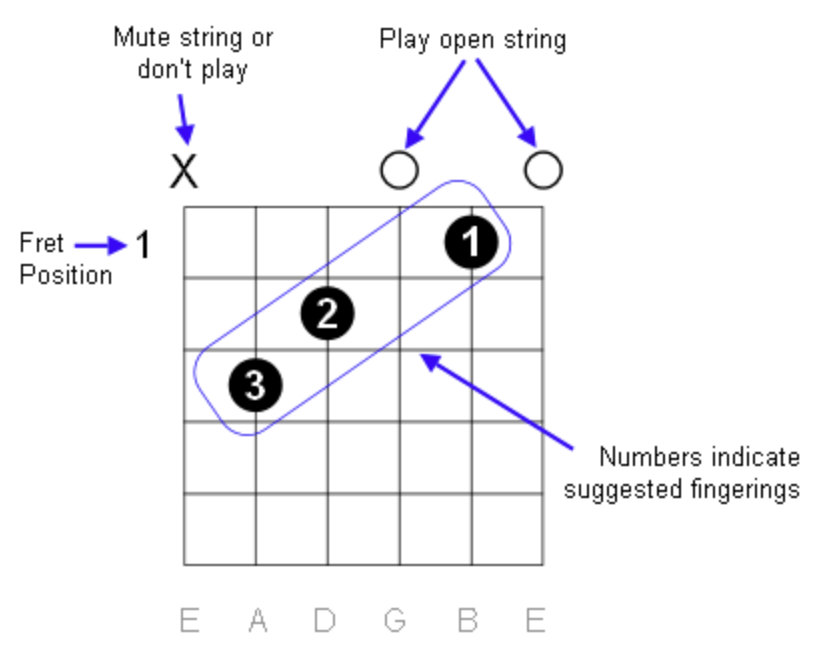 Mute string or
don't play
Play open string
X
Fret
Position
1
1
2
3
Numbers indicate
suggested fingerings
E A D G B E